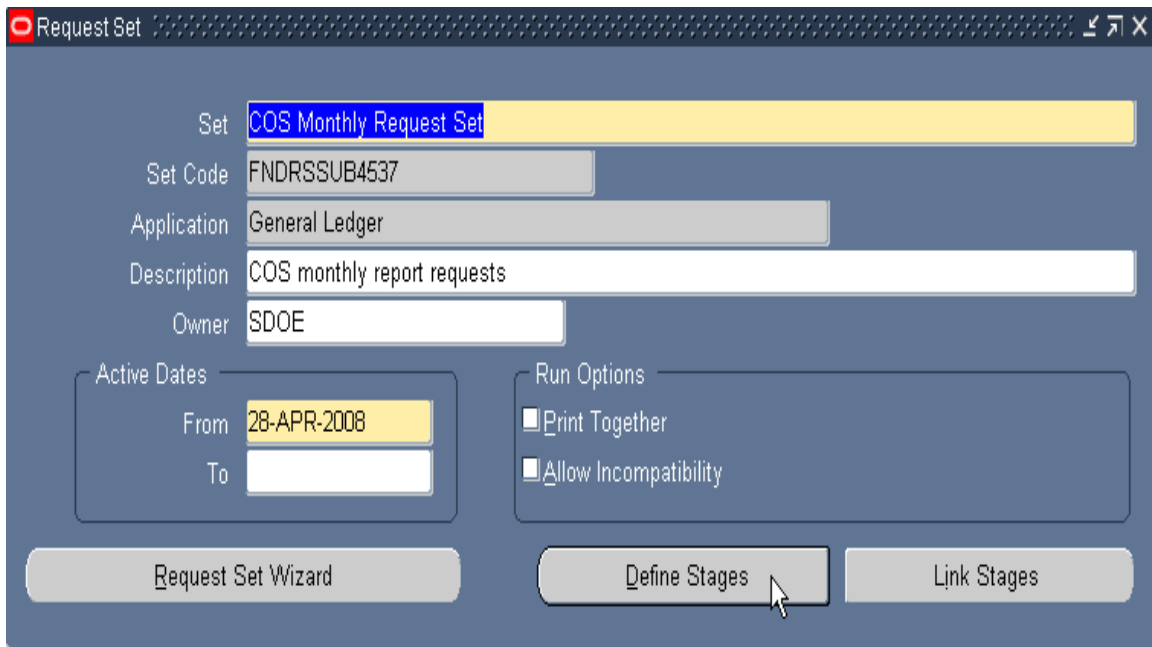 Request Set
Set COS Monthly Request Set
Set Code FNDRSSUB4537
Application General Ledger
Description COS monthly report requests
Owner SDOE
Active Dates
From 28-APR-2008
To
Run Options
Print Together
Allow Incompatibility
Request Set Wizard
Define Stages
Link Stages